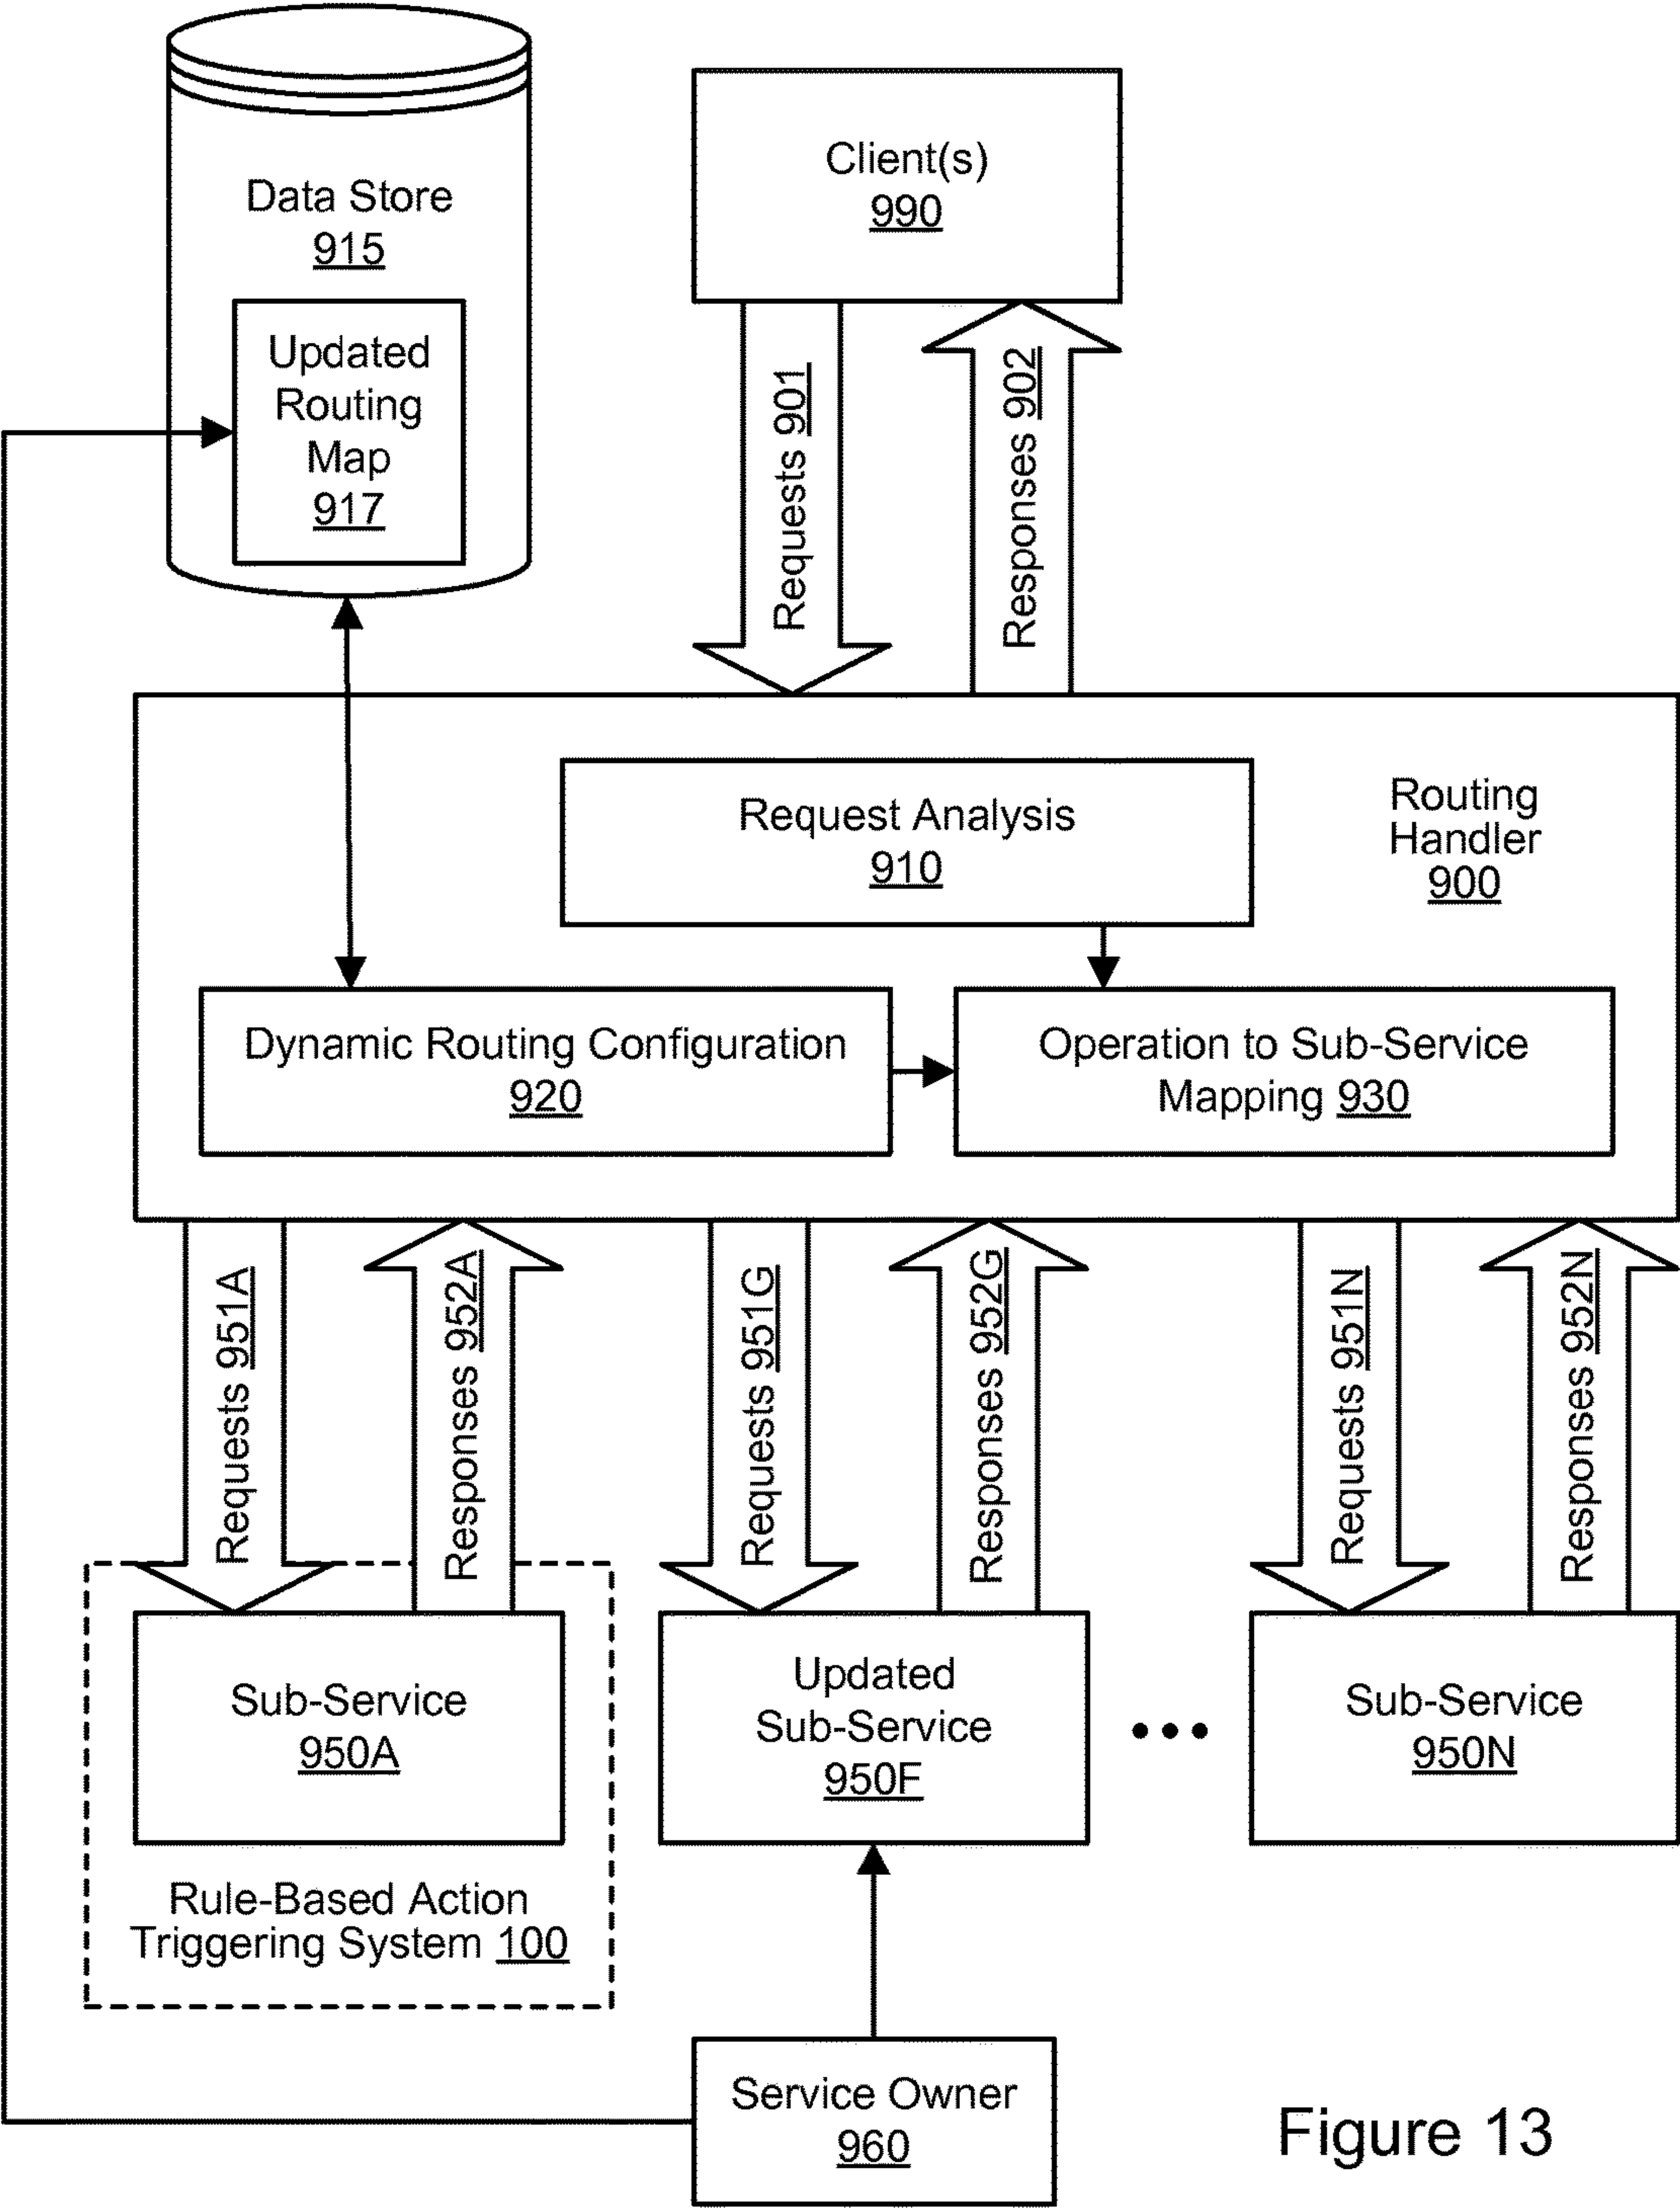 Data Store
915
Updated
Routing
Map
917
Client(s)
990
Requests 901
Responses 902
Routing
Handler
900
Request Analysis
910
Dynamic Routing Configuration
920
Operation to Sub-Service
Mapping 930
Requests 951A
Responses 952A
Requests 951G
Responses 952G
Requests 951N
Responses 952N
Sub-Service
950A
Updated
Sub-Service
950F
•••
Sub-Service
950N
Rule-Based Action
Triggering System 100
Service Owner
960
Figure 13